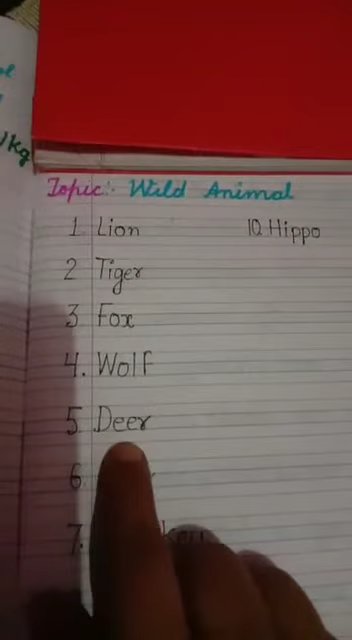 Topic:- Wild Animal
1 Lion
10. Hippo
2 Tiger
3 Fox
4. Wolf
5 Deer
6
7.